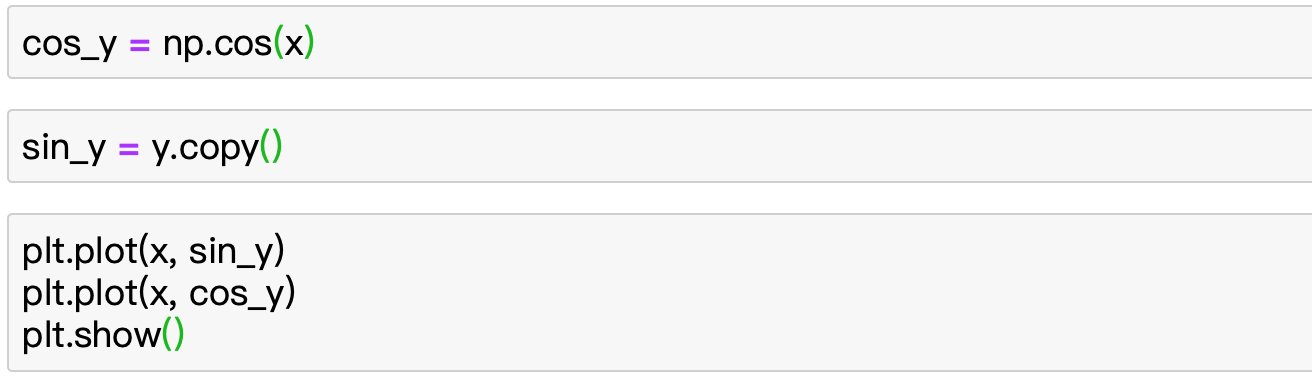 cos_y = np.cos(x)
sin_y = y.copy()
plt.plot(x, sin_y)
plt.plot(x, cos_y)
plt.show()